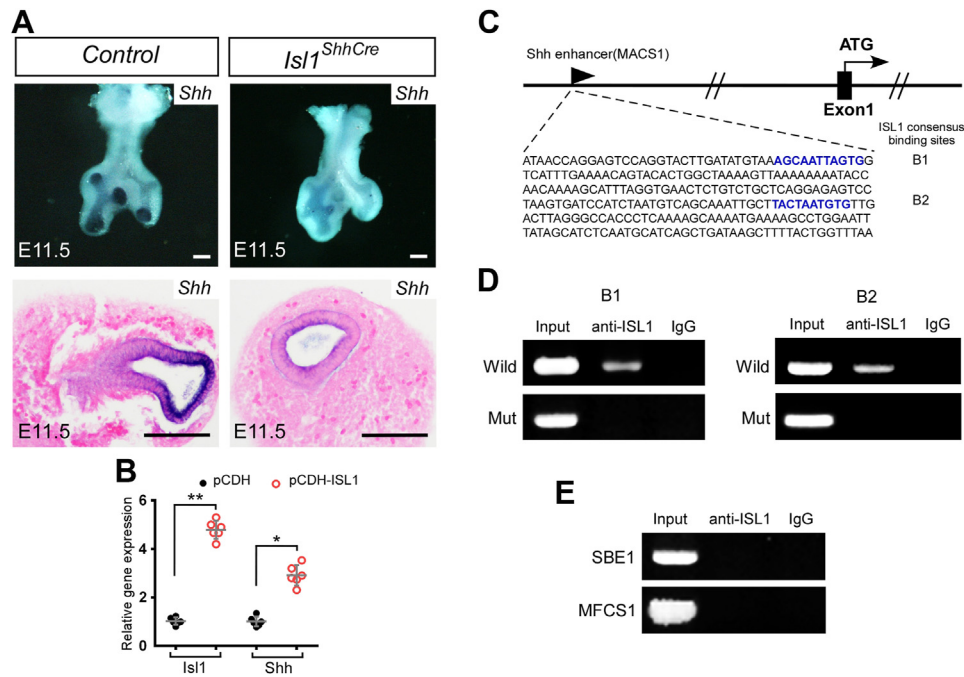 A
Control
Isl1ShhCre
Shh
Shh
E11.5
E11.5
Shh
Shh
E11.5
E11.5
B
pCDH
pCDH-ISL1
Relative gene expression
6
4
2
0
**
*
Isl1
Shh
C
Shh enhancer(MACS1)
ATG
Exon1
ISL1 consensus
binding sites
ATAACCAGGAGTCCAGGTACTTGATATGTAAAGCAATTAGTGG B1
TCATTTGAAAACAGTACACTGGCTAAAAGTTAAAAAAAATACC
AACAAAAGCATTTAGGTGAACTCTGTCTGCTCAGGAGAGTCC
TAAGTGATCCATCTAATGTCAGCAAATTGCTTACTAATGTGTTG B2
ACTTAGGGCCACCCTCAAAAGCAAAATGAAAAGCCTGGAATT
TATAGCATCTCAATGCATCAGCTGATAAGCTTTTACTGGTTTAA
D
B1
Input anti-ISL1 IgG
Wild
Mut
B2
Input anti-ISL1 IgG
Wild
Mut
E
Input anti-ISL1 IgG
SBE1
MFCS1